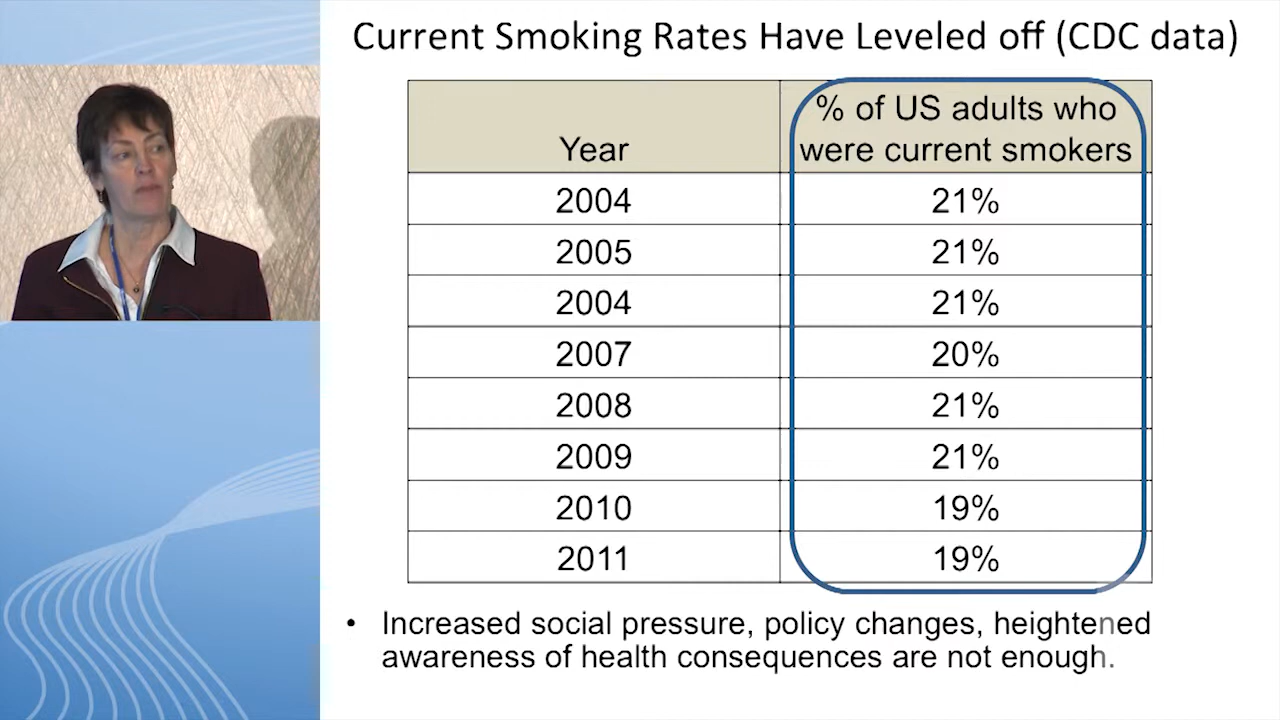 Current Smoking Rates Have Leveled off (CDC data)
Year
% of US adults who
were current smokers
2004 21%
2005 21%
2004 21%
2007 20%
2008 21%
2009 21%
2010 19%
2011 19%
• Increased social pressure, policy changes, heightened
awareness of health consequences are not enough.